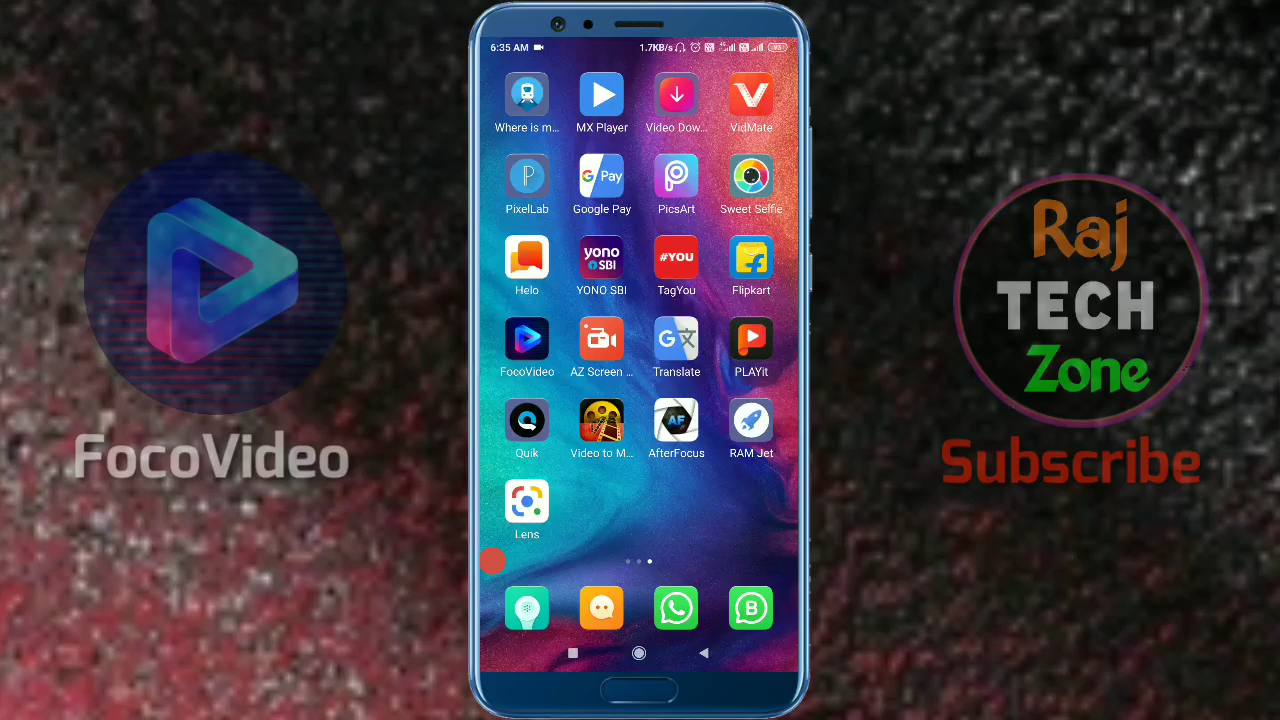 6:35 AM
1.7KB/s
Where is m...
MX Player
Video Dow...
VidMate
P
G Pay
PixelLab
Google Pay
PicsArt
Sweet Selfie
yono
SBI
#YOU
Helo
YONO SBI
TagYou
Flipkart
FocoVideo
AZ Screen ...
Translate
PLAYit
AF
Quik
Video to M...
AfterFocus
RAM Jet
Lens
B
FocoVideo
Raj
TECH
Zone
Subscribe